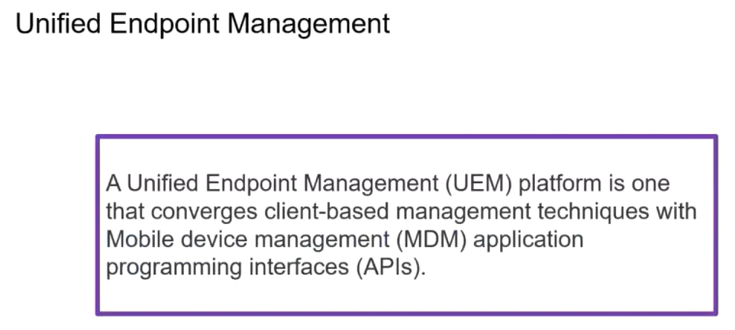 Unified Endpoint Management
A Unified Endpoint Management (UEM) platform is one
that converges client-based management techniques with
Mobile device management (MDM) application
programming interfaces (APIs).